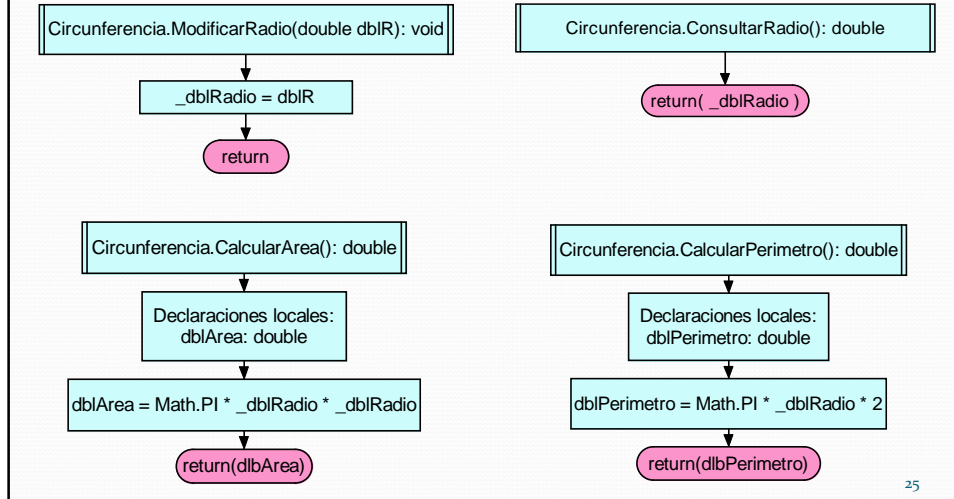 Circunferencia.ModificarRadio(double dblR): void
_dblRadio = dblR
return
Circunferencia.ConsultarRadio(): double
return( _dblRadio )
Circunferencia.CalcularArea(): double
Declaraciones locales:
dblArea: double
dblArea = Math.PI * _dblRadio * _dblRadio
return(dlbArea)
Circunferencia.CalcularPerimetro(): double
Declaraciones locales:
dblPerimetro: double
dblPerimetro = Math.PI * _dblRadio * 2
return(dlbPerimetro)
25